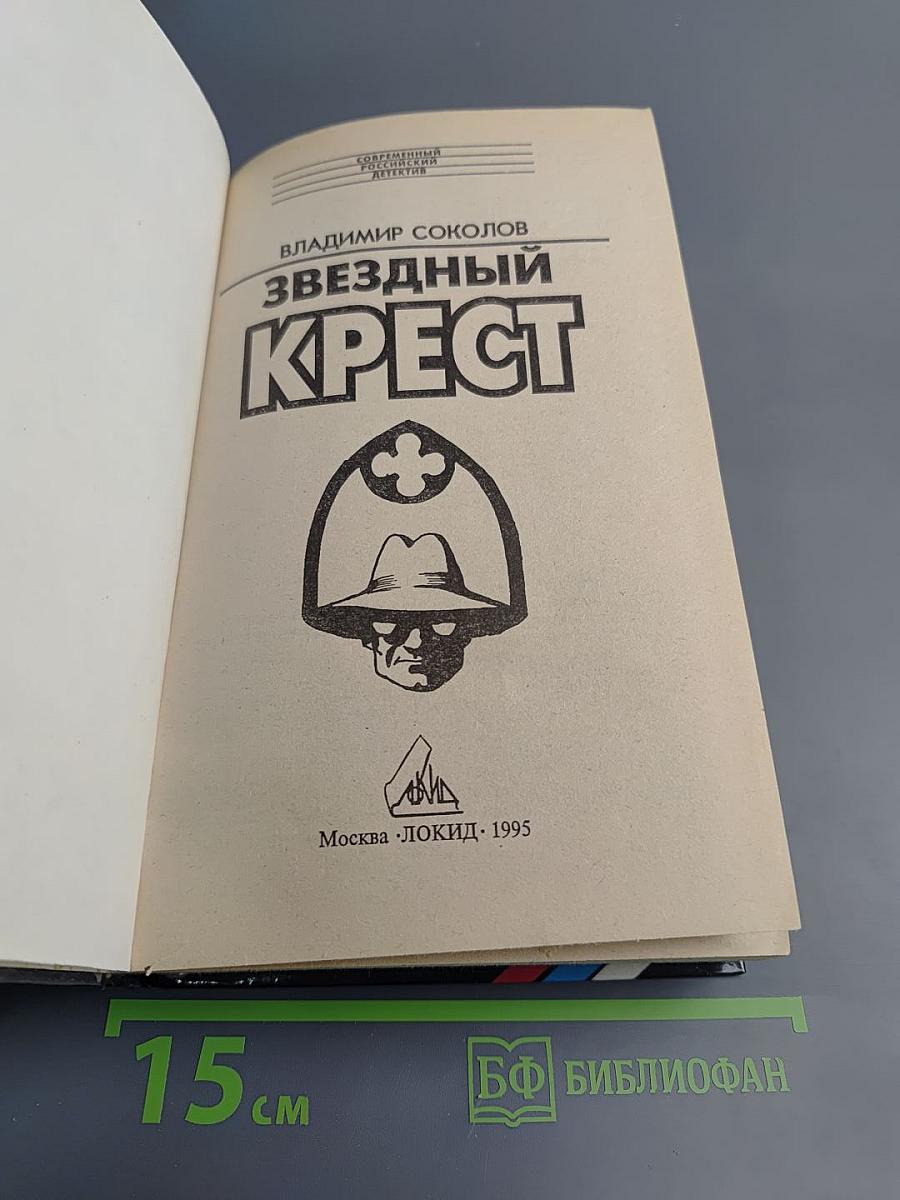 СОВРЕМЕННЫЙ
РОССИЙСКИЙ
ДЕТЕКТИВ
ВЛАДИМИР СОКОЛОВ
ЗВЕЗДНЫЙ
КРЕСТ
ЛОКИД
Москва ·ЛОКИД· 1995
15 см
БФ БИБЛИОФАН